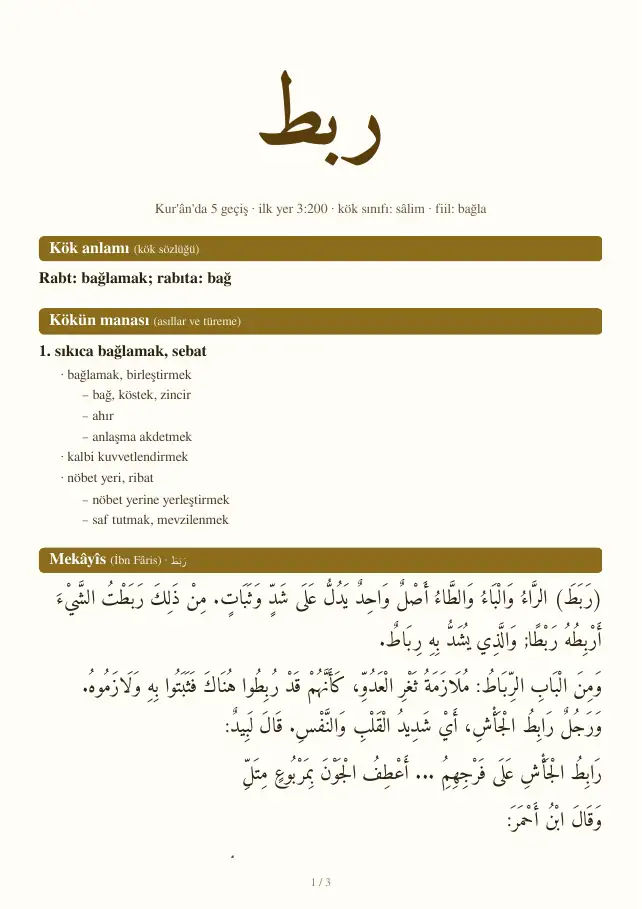 ربط
Kur'ân'da 5 geçiş · ilk yer 3:200 · kök sınıfı: sâlim · fiil: bağla
Kök anlamı (kök sözlüğü)
Rabt: bağlamak; rabıta: bağ
Kökün manası (asıllar ve türeme)
1. sıkıca bağlamak, sebat
· bağlamak, birleştirmek
– bağ, köstek, zincir
– ahır
– anlaşma akdetmek
· kalbi kuvvetlendirmek
· nöbet yeri, ribat
– nöbet yerine yerleştirmek
– saf tutmak, mevzilenmek
Mekâyîs (İbn Fâris) · رَبَطَ
(رَبَطَ) الرَّاءُ وَالْبَاءُ وَالطَّاءُ أَصْلٌ وَاحِدٌ يَدُلُّ عَلَى شَدٍّ وَثَبَاتٍ. مِنْ ذَلِكَ رَبَطْتُ الشَّيْءَ
أَرْبِطُهُ رَبْطًا; وَالَّذِي يُشَدُّ بِهِ رِبَاطٌ.
وَمِنَ الْبَابِ الرِّبَاطُ: مُلَازَمَةُ ثَغْرِ الْعَدُوِّ، كَأَنَّهُمْ قَدْ رُبِطُوا هُنَاكَ فَثَبَتُوا بِهِ وَلَازَمُوهُ.
وَرَجُلٌ رَابِطُ الْجَأْشِ، أَيْ شَدِيدُ الْقَلْبِ وَالنَّفْسِ. قَالَ لَبِيدٌ:
رَابِطُ الْجَأْشِ عَلَى فَرْجِهِمُ ... أَعْطِفُ الْجَوْنَ بِمَرْبُوعٍ مِتَلِّ
وَقَالَ ابْنُ أَحْمَرَ:
1 / 3